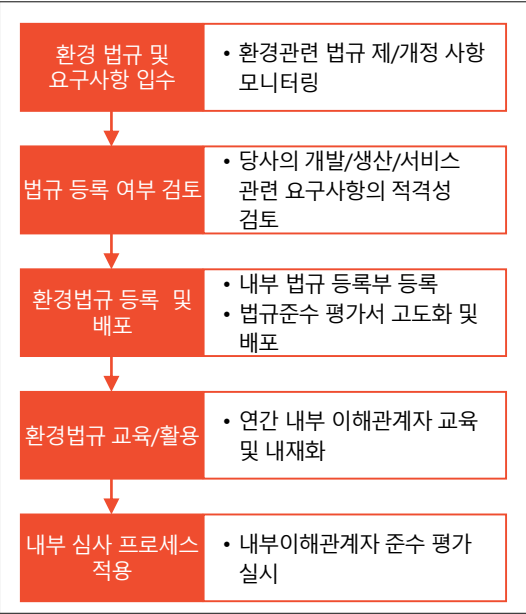 환경 법규 및
요구사항 입수
• 환경관련 법규 제/개정 사항
모니터링
법규 등록 여부 검토
• 당사의 개발/생산/서비스
관련 요구사항의 적격성
검토
환경법규 등록 및
배포
• 내부 법규 등록부 등록
• 법규준수 평가서 고도화 및
배포
환경법규 교육/활용
• 연간 내부 이해관계자 교육
및 내재화
내부 심사 프로세스
적용
• 내부이해관계자 준수 평가
실시